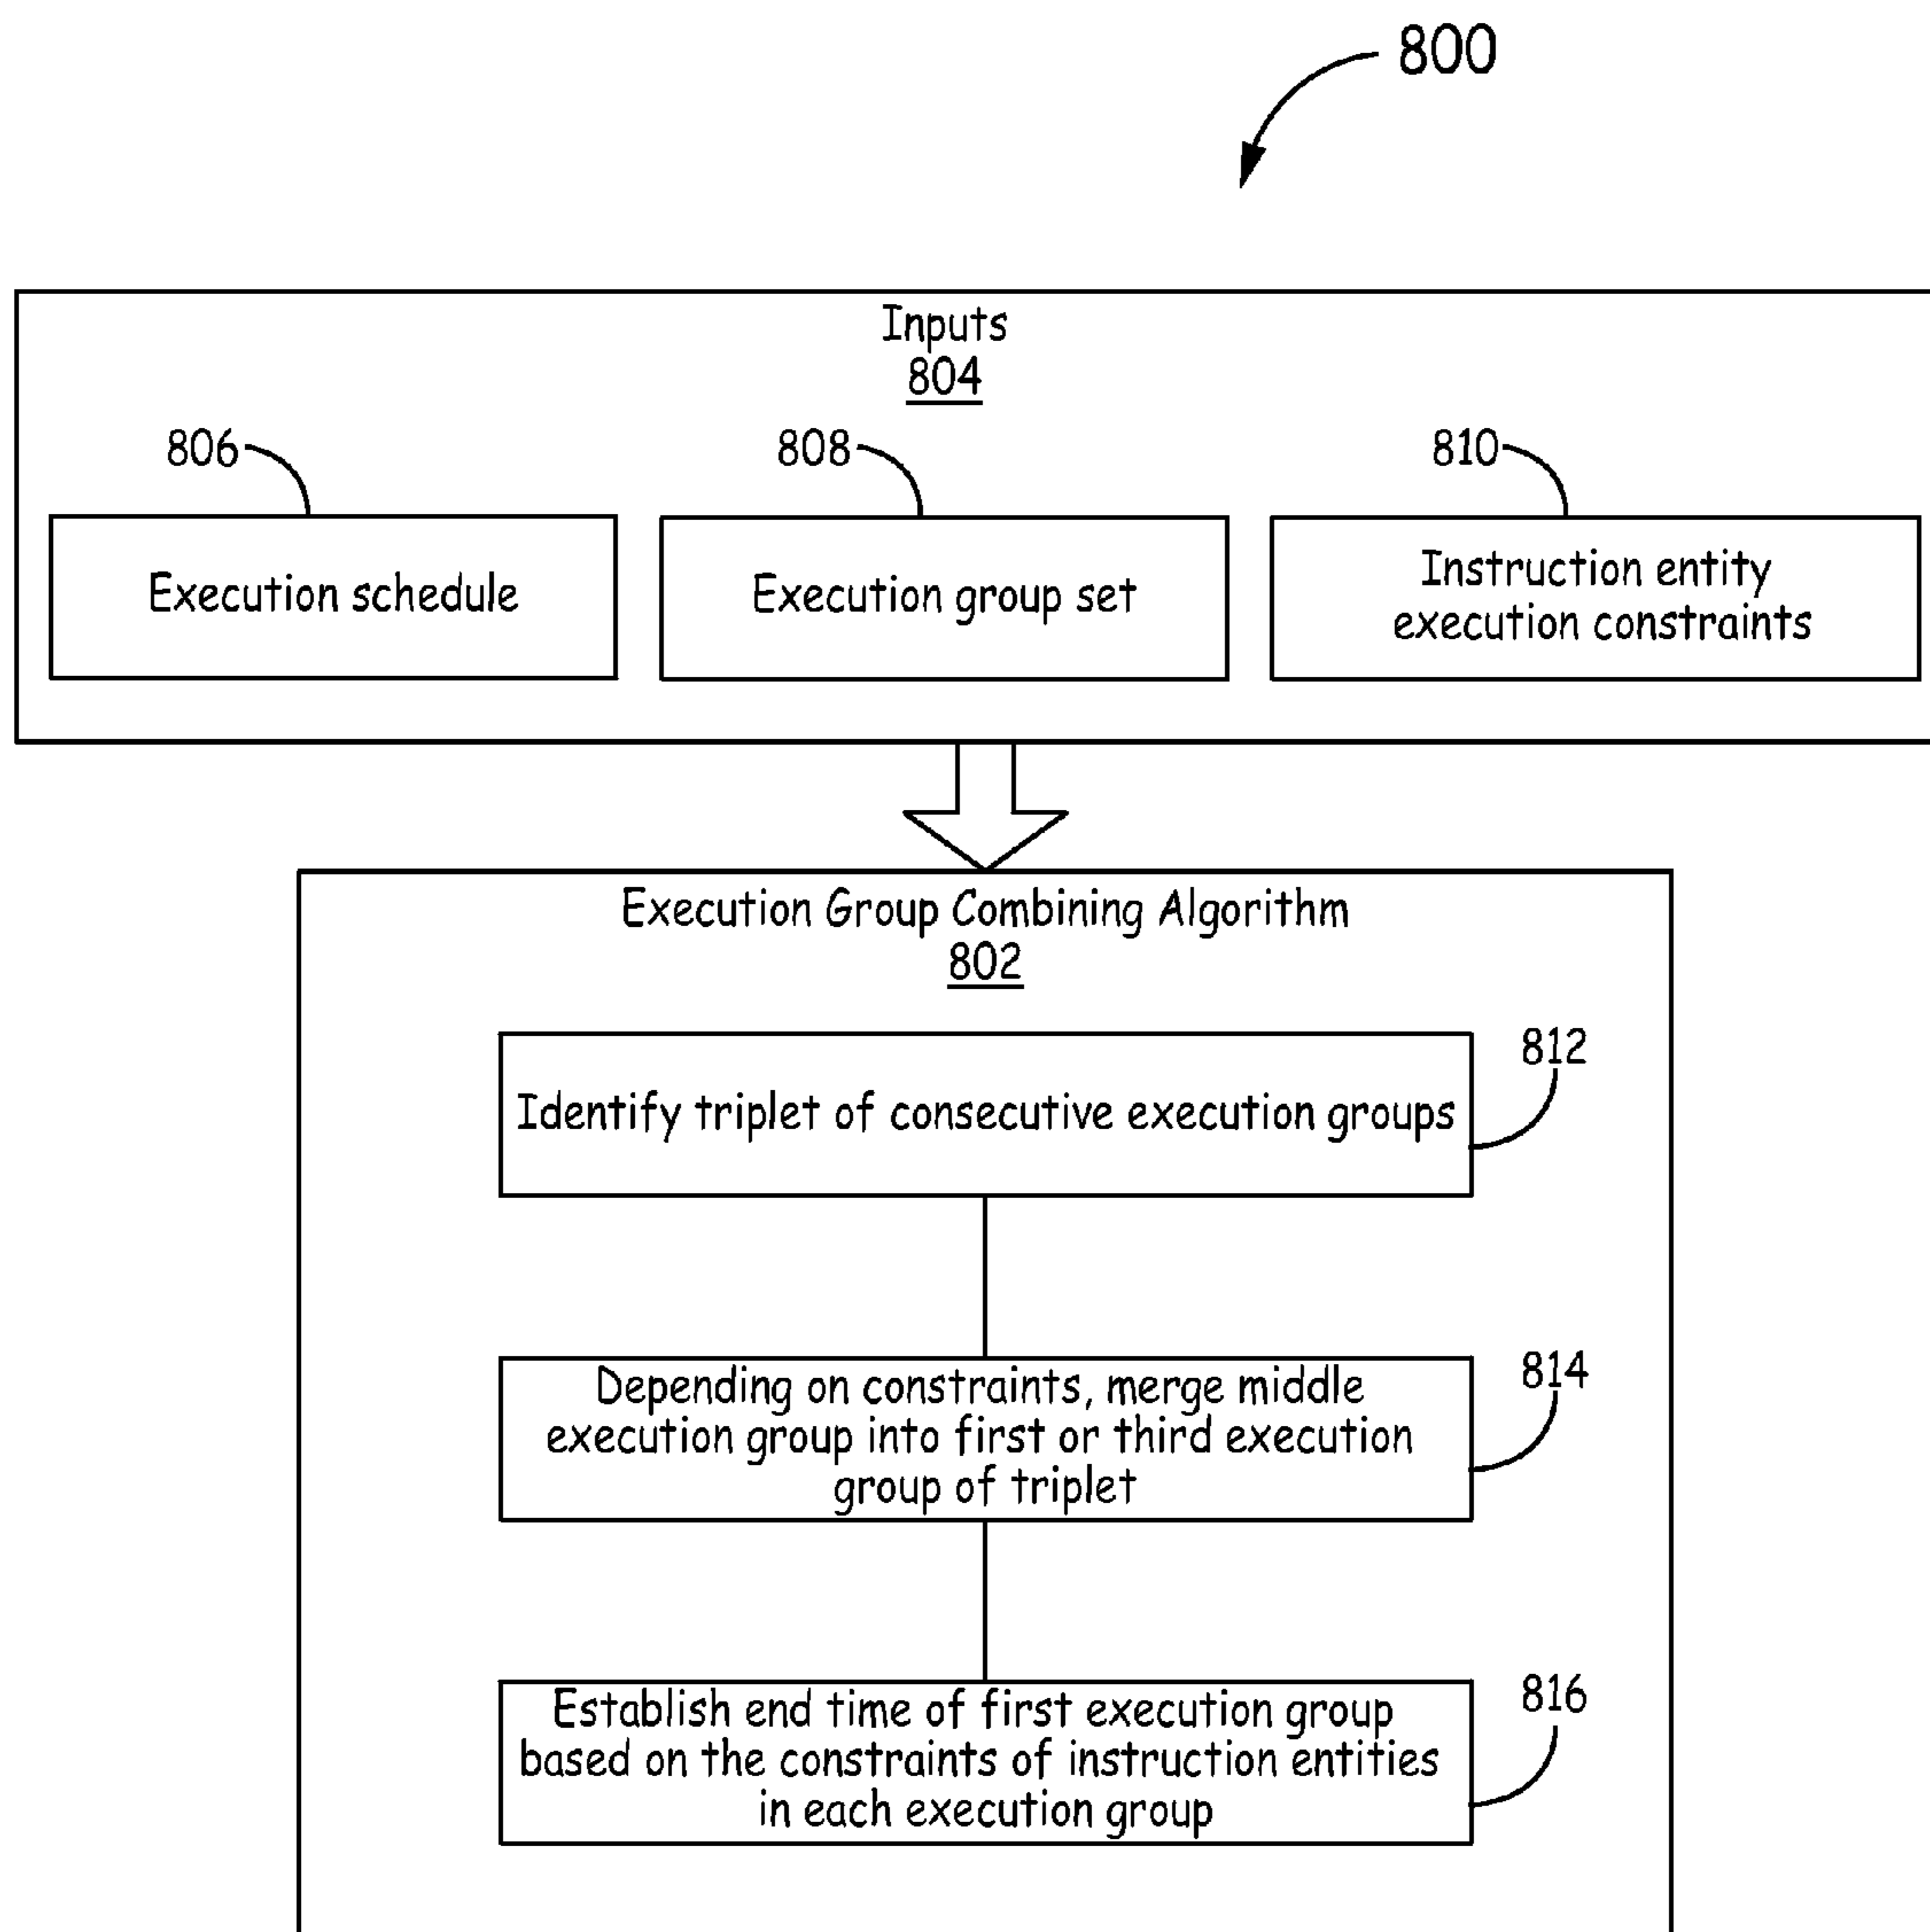 800
Inputs
804
806
808
810
Execution schedule
Execution group set
Instruction entity
execution constraints
Execution Group Combining Algorithm
802
812
Identify triplet of consecutive execution groups
814
Depending on constraints, merge middle
execution group into first or third execution
group of triplet
816
Establish end time of first execution group
based on the constraints of instruction entities
in each execution group